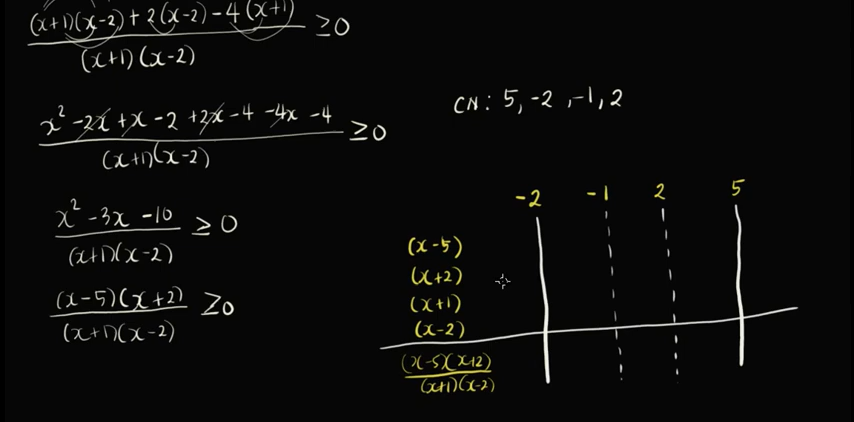 (x+1)(x-2) + 2(x-2) - 4(x+1) ≥0
(x+1)(x-2)
x² - 2x + x - 2 + 2x - 4 - 4x - 4 ≥0
(x+1)(x-2)
x² - 3x - 10 ≥ 0
(x+1)(x-2)
(x-5)(x+2) ≥0
(x+1)(x-2)
CN: 5, -2, -1, 2
-2 -1 2 5
(x-5)
(x+2)
(x+1)
(x-2)
(x-5)(x+2)
(x+1)(x-2)